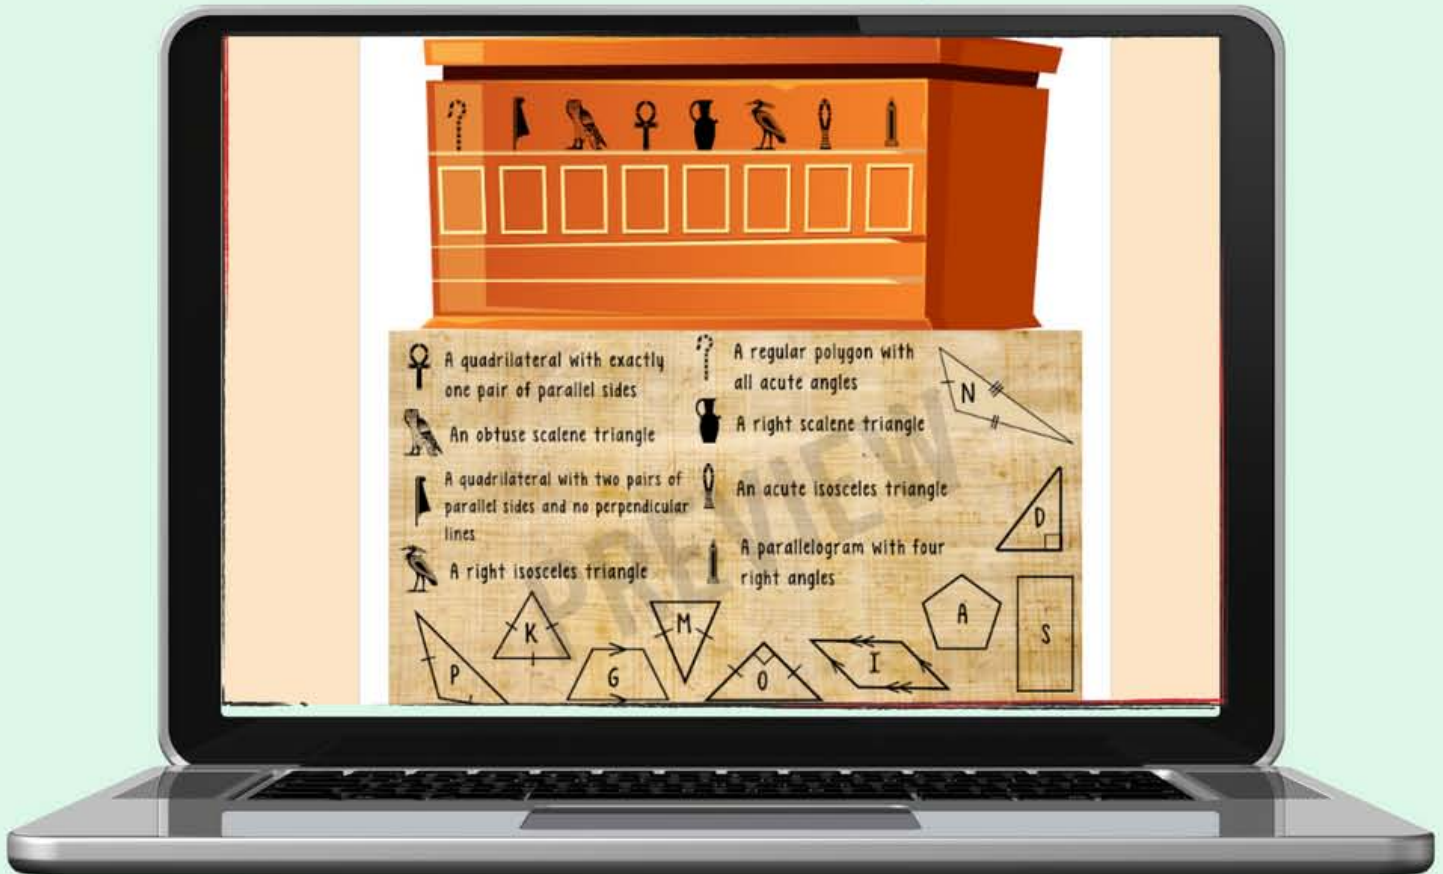 A quadrilateral with exactly
one pair of parallel sides
An obtuse scalene triangle
A quadrilateral with two pairs of
parallel sides and no perpendicular
lines
A right isosceles triangle
A regular polygon with
all acute angles
A right scalene triangle
An acute isosceles triangle
A parallelogram with four
right angles
PREVIEW
N
D
A
S
K
M
G
O
I
P